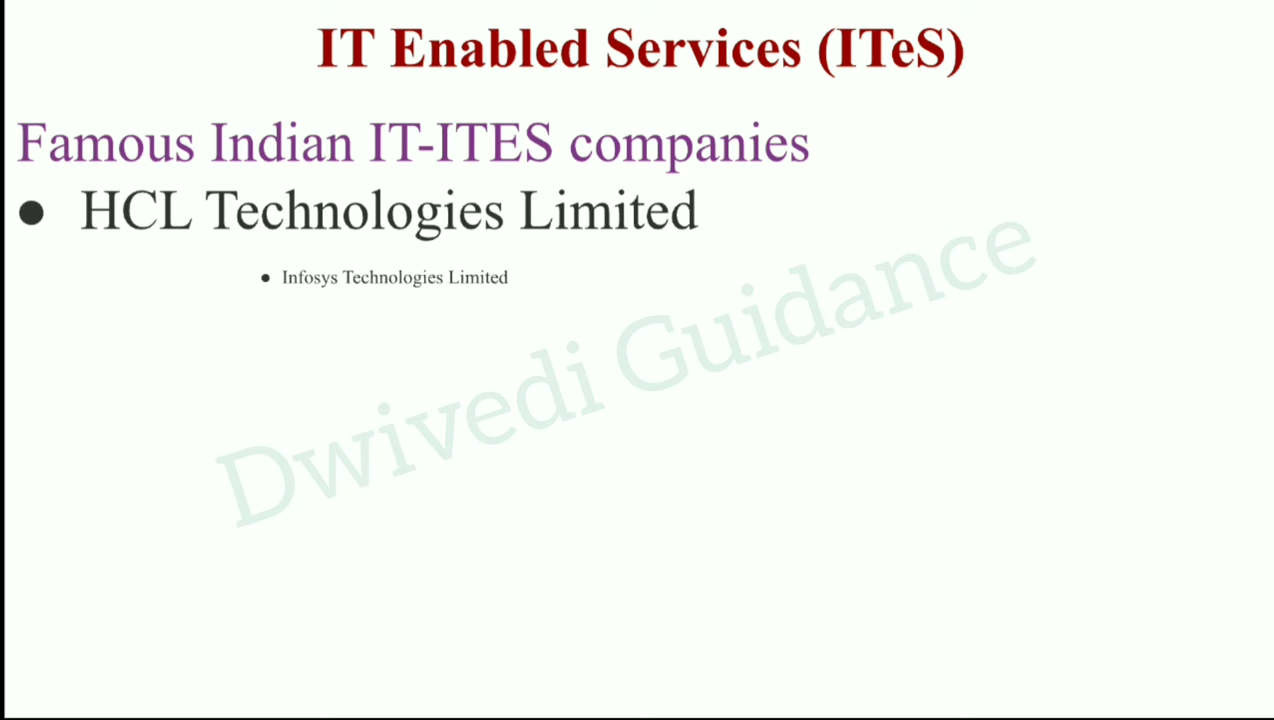 IT Enabled Services (ITeS)
Famous Indian IT-ITES companies
● HCL Technologies Limited
● Infosys Technologies Limited
Dwivedi Guidance